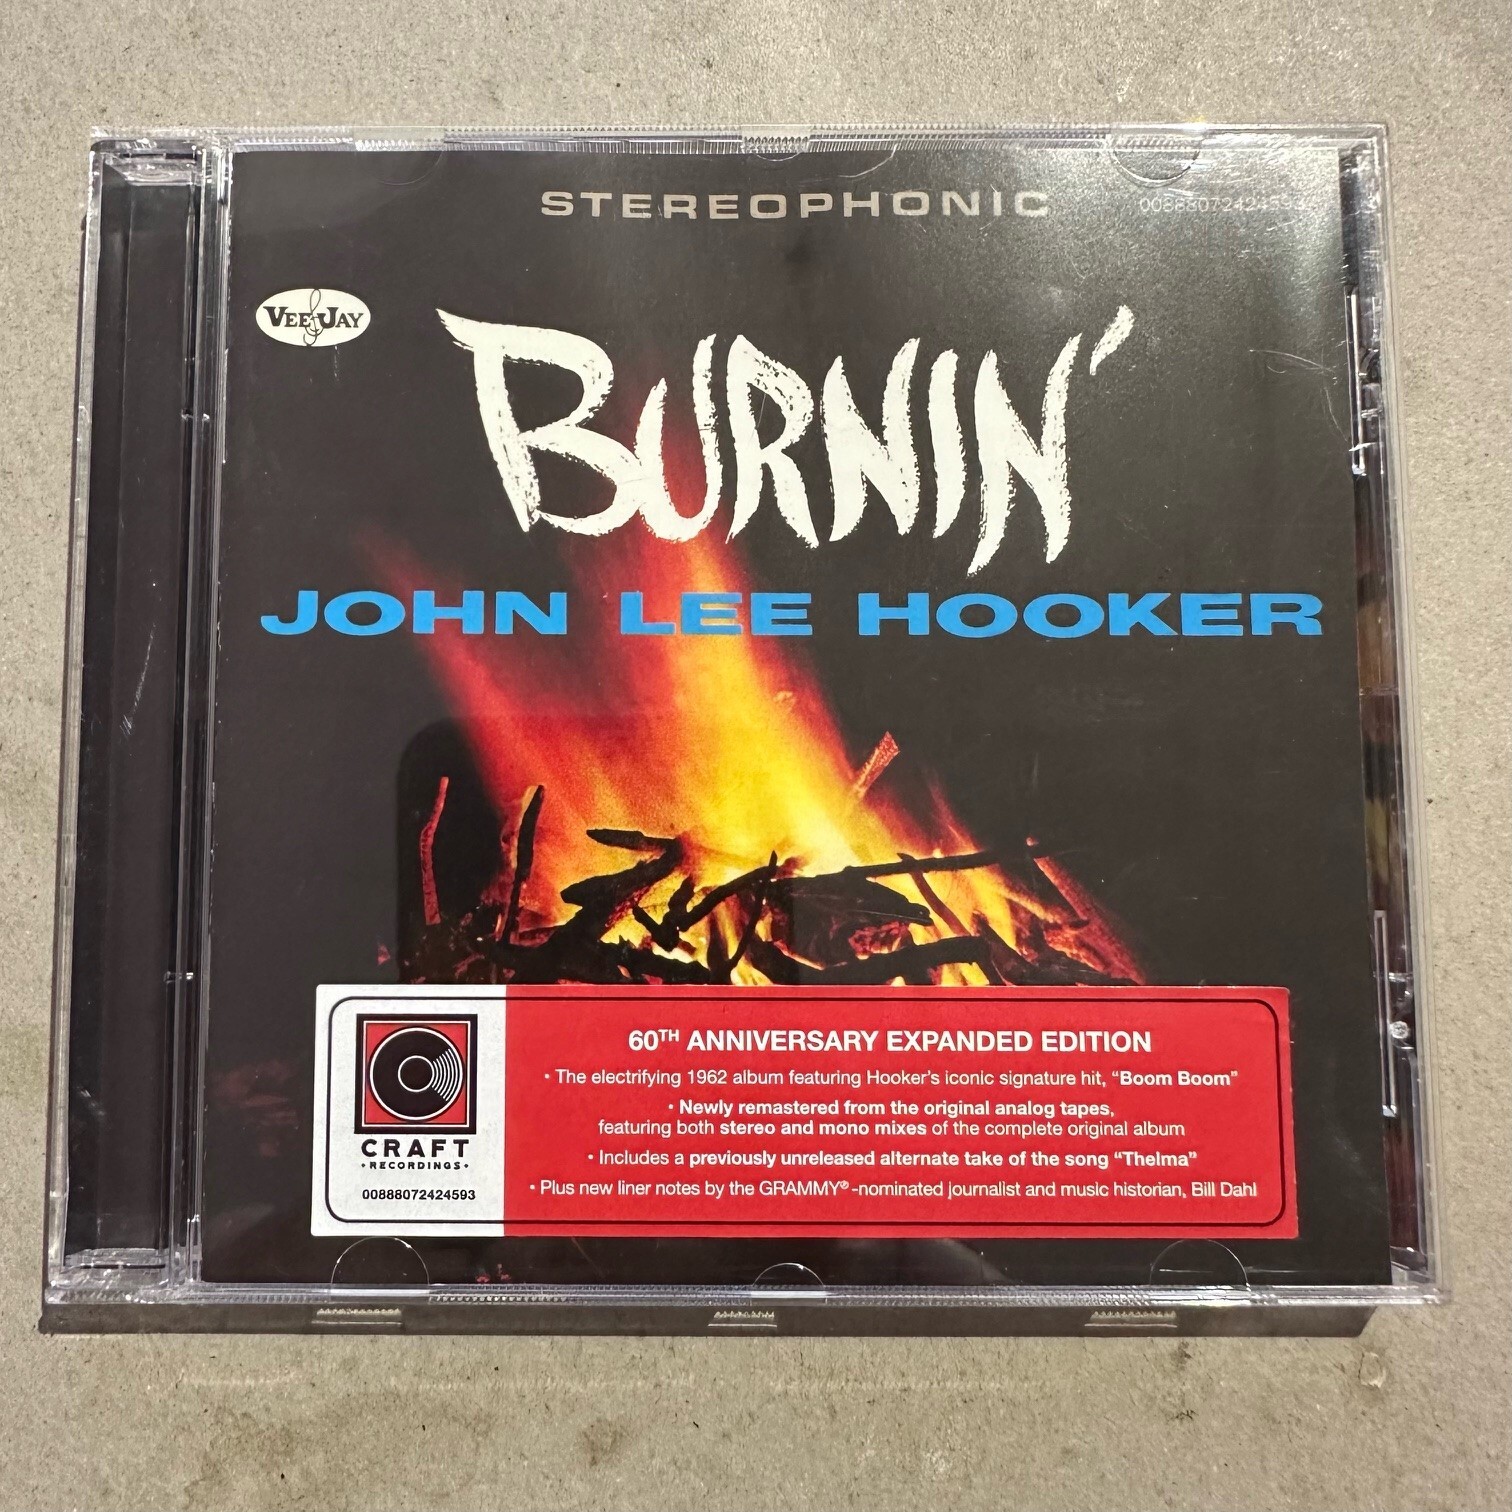 STEREOPHONIC
VEE JAY
BURNIN'
JOHN LEE HOOKER
60TH ANNIVERSARY EXPANDED EDITION
• The electrifying 1962 album featuring Hooker's iconic signature hit, “Boom Boom”
• Newly remastered from the original analog tapes,
featuring both stereo and mono mixes of the complete original album
• Includes a previously unreleased alternate take of the song “Thelma”
• Plus new liner notes by the GRAMMY®-nominated journalist and music historian, Bill Dahl
CRAFT
• RECORDINGS •
00888072424593